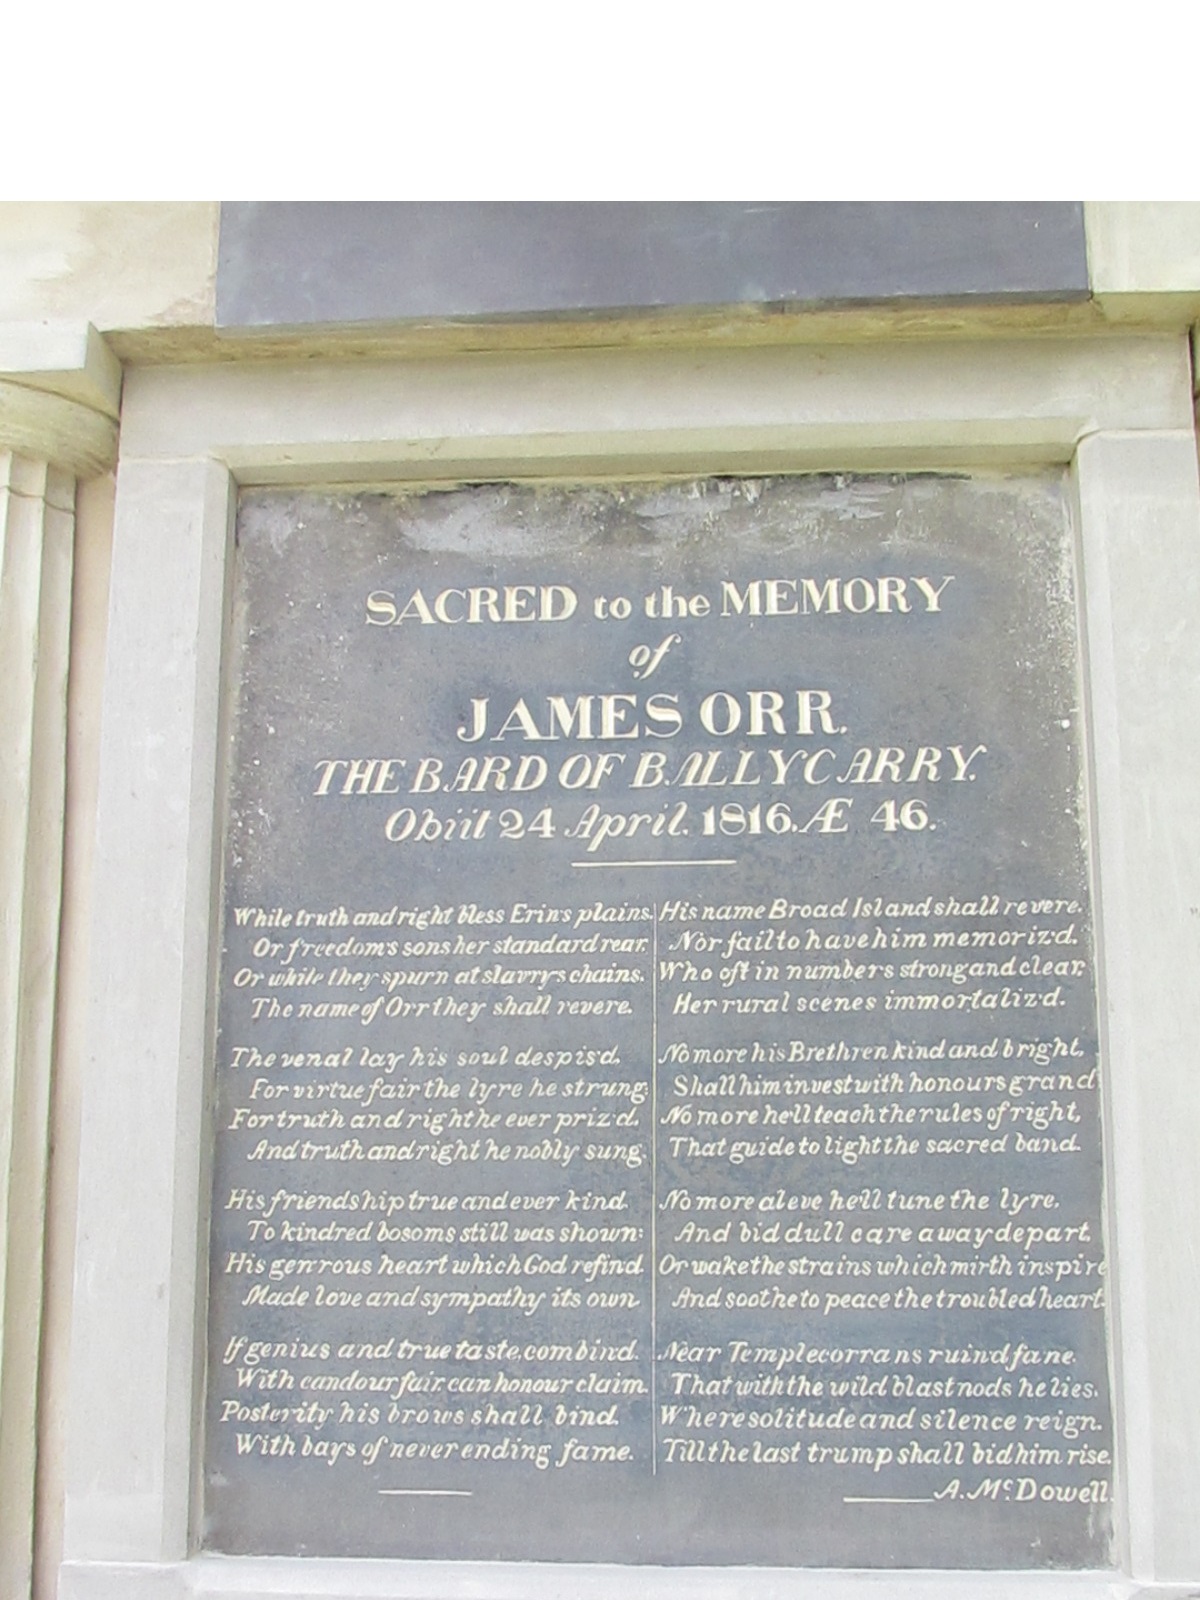 SACRED to the MEMORY
of
JAMES ORR.
THE BARD OF BALLYCARRY.
Obiit 24 April. 1816. Æ 46.
While truth and right bless Erin's plains,
Or freedom's sons her standard rear,
Or while they spurn at slav'ry's chains,
The name of Orr they shall revere.
The venal lay his soul despis'd,
For virtue fair the lyre he strung:
For truth and right he ever priz'd,
And truth and right he nobly sung.
His friendship true and ever kind,
To kindred bosoms still was shown:
His gen'rous heart which God refin'd
Made love and sympathy its own.
If genius and true taste, combin'd
With candour fair, can honour claim,
Posterity his brows shall bind,
With bays of never ending fame.
His name Broad Island shall revere,
Nor fail to have him memoriz'd.
Who oft in numbers strong and clear,
Her rural scenes immortaliz'd.
No more his Brethren kind and bright,
Shall him invest with honours grand
No more he'll teach the rules of right,
That guide to light the sacred band.
No more aleve he'll tune the lyre,
And bid dull care away depart,
Or wake the strains which mirth inspire
And soothe to peace the troubled heart.
Near Templecorran's ruin'd fane
That with the wild blast nods he lies.
Where solitude and silence reign.
Till the last trump shall bid him rise.
A. McDowell.